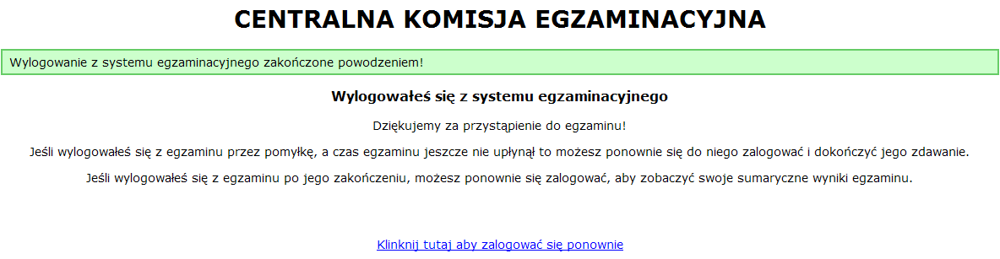 CENTRALNA KOMISJA EGZAMINACYJNA
Wylogowanie z systemu egzaminacyjnego zakończone powodzeniem!
Wylogowałeś się z systemu egzaminacyjnego
Dziękujemy za przystąpienie do egzaminu!
Jeśli wylogowałeś się z egzaminu przez pomyłkę, a czas egzaminu jeszcze nie upłynął to możesz ponownie się do niego zalogować i dokończyć jego zdawanie.
Jeśli wylogowałeś się z egzaminu po jego zakończeniu, możesz ponownie się zalogować, aby zobaczyć swoje sumaryczne wyniki egzaminu.
Klinknij tutaj aby zalogować się ponownie